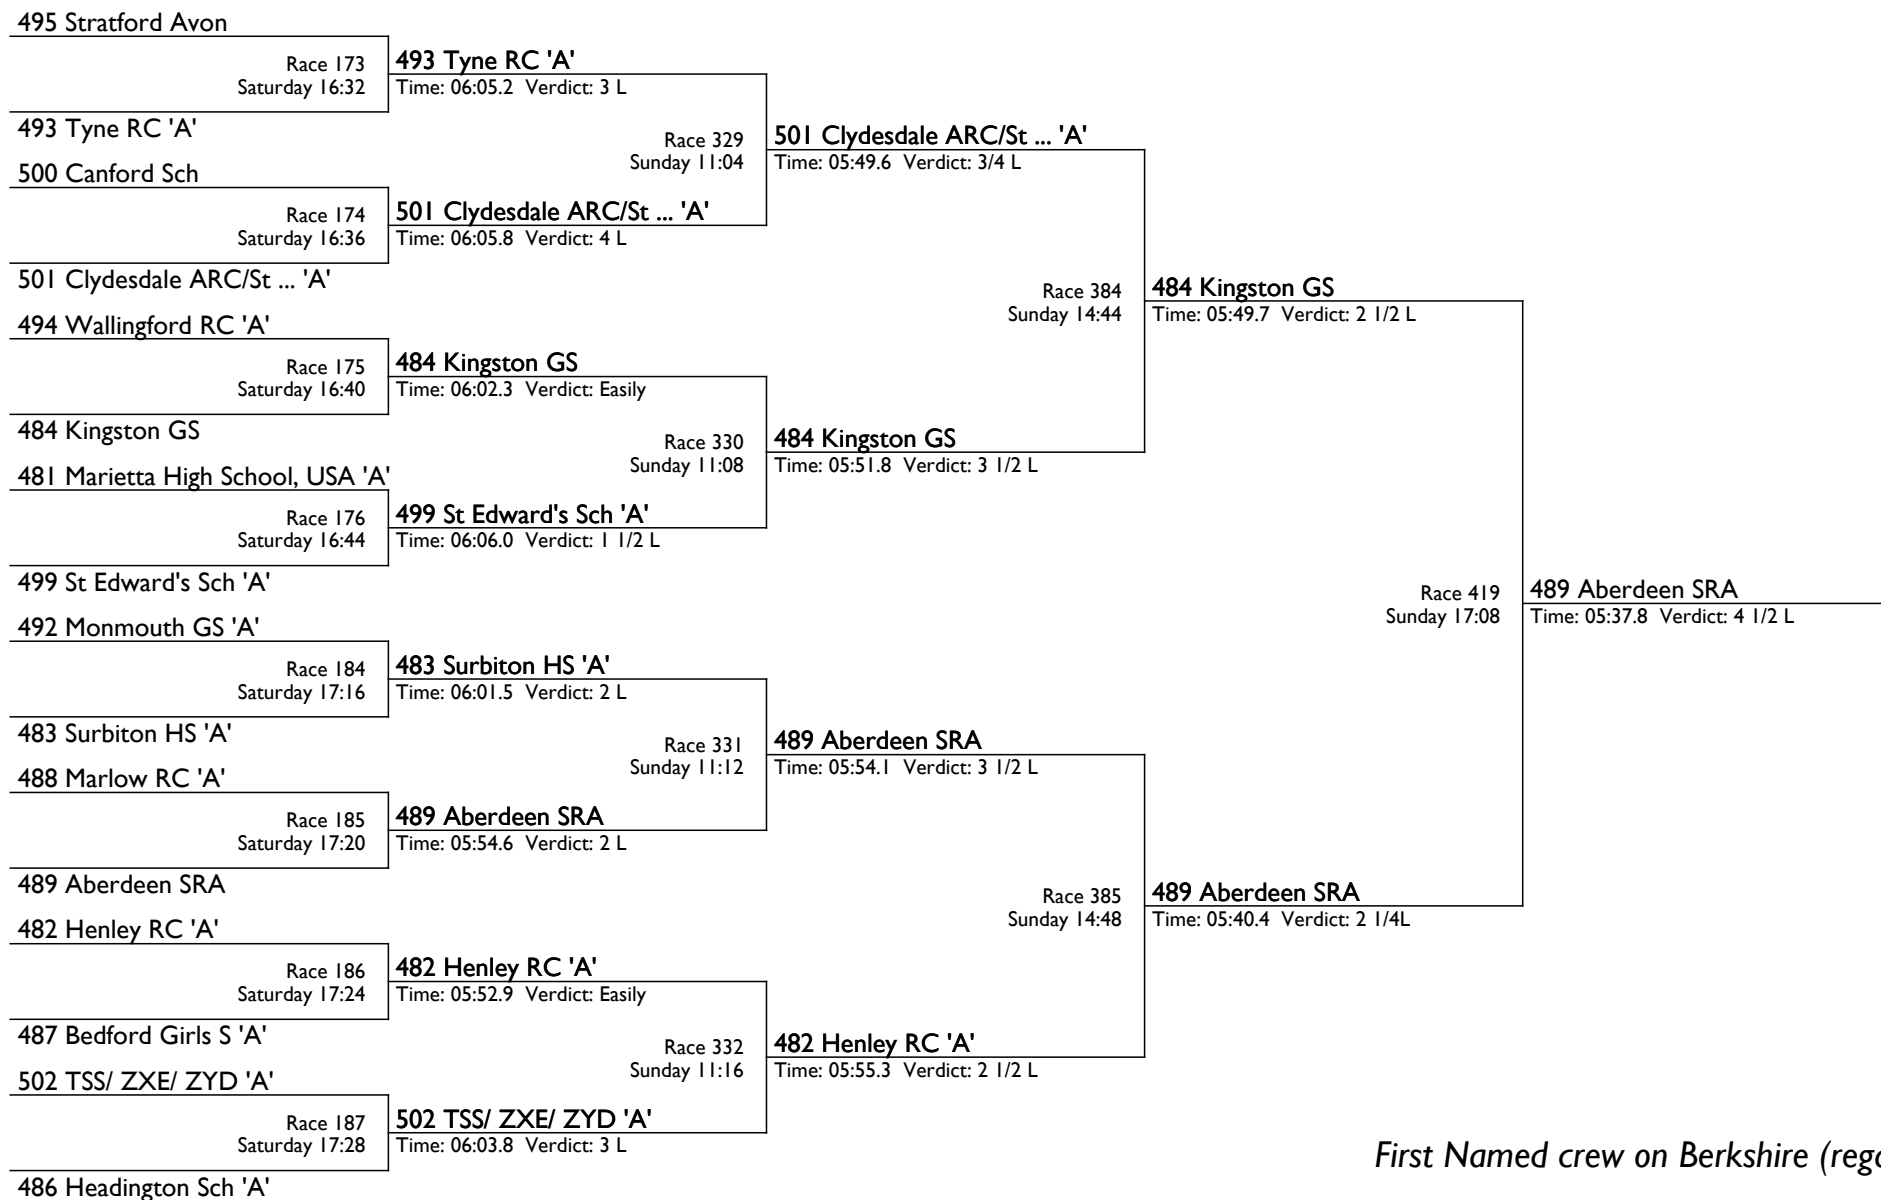 495 Stratford Avon
Race 173
Saturday 16:32
493 Tyne RC 'A'
493 Tyne RC 'A'
Time: 06:05.2 Verdict: 3 L
500 Canford Sch
Race 174
Saturday 16:36
501 Clydesdale ARC/St ... 'A'
501 Clydesdale ARC/St ... 'A'
Time: 06:05.8 Verdict: 4 L
Race 329
Sunday 11:04
501 Clydesdale ARC/St ... 'A'
Time: 05:49.6 Verdict: 3/4 L
494 Wallingford RC 'A'
Race 175
Saturday 16:40
484 Kingston GS
484 Kingston GS
Time: 06:02.3 Verdict: Easily
481 Marietta High School, USA 'A'
Race 176
Saturday 16:44
499 St Edward's Sch 'A'
499 St Edward's Sch 'A'
Time: 06:06.0 Verdict: 1 1/2 L
Race 330
Sunday 11:08
484 Kingston GS
Time: 05:51.8 Verdict: 3 1/2 L
Race 384
Sunday 14:44
484 Kingston GS
Time: 05:49.7 Verdict: 2 1/2 L
492 Monmouth GS 'A'
Race 184
Saturday 17:16
483 Surbiton HS 'A'
483 Surbiton HS 'A'
Time: 06:01.5 Verdict: 2 L
488 Marlow RC 'A'
Race 185
Saturday 17:20
489 Aberdeen SRA
489 Aberdeen SRA
Time: 05:54.6 Verdict: 2 L
Race 331
Sunday 11:12
489 Aberdeen SRA
Time: 05:54.1 Verdict: 3 1/2 L
482 Henley RC 'A'
Race 186
Saturday 17:24
487 Bedford Girls S 'A'
482 Henley RC 'A'
Time: 05:52.9 Verdict: Easily
502 TSS/ ZXE/ ZYD 'A'
Race 187
Saturday 17:28
486 Headington Sch 'A'
502 TSS/ ZXE/ ZYD 'A'
Time: 06:03.8 Verdict: 3 L
Race 332
Sunday 11:16
482 Henley RC 'A'
Time: 05:55.3 Verdict: 2 1/2 L
Race 385
Sunday 14:48
489 Aberdeen SRA
Time: 05:40.4 Verdict: 2 1/4L
Race 419
Sunday 17:08
489 Aberdeen SRA
Time: 05:37.8 Verdict: 4 1/2 L
First Named crew on Berkshire